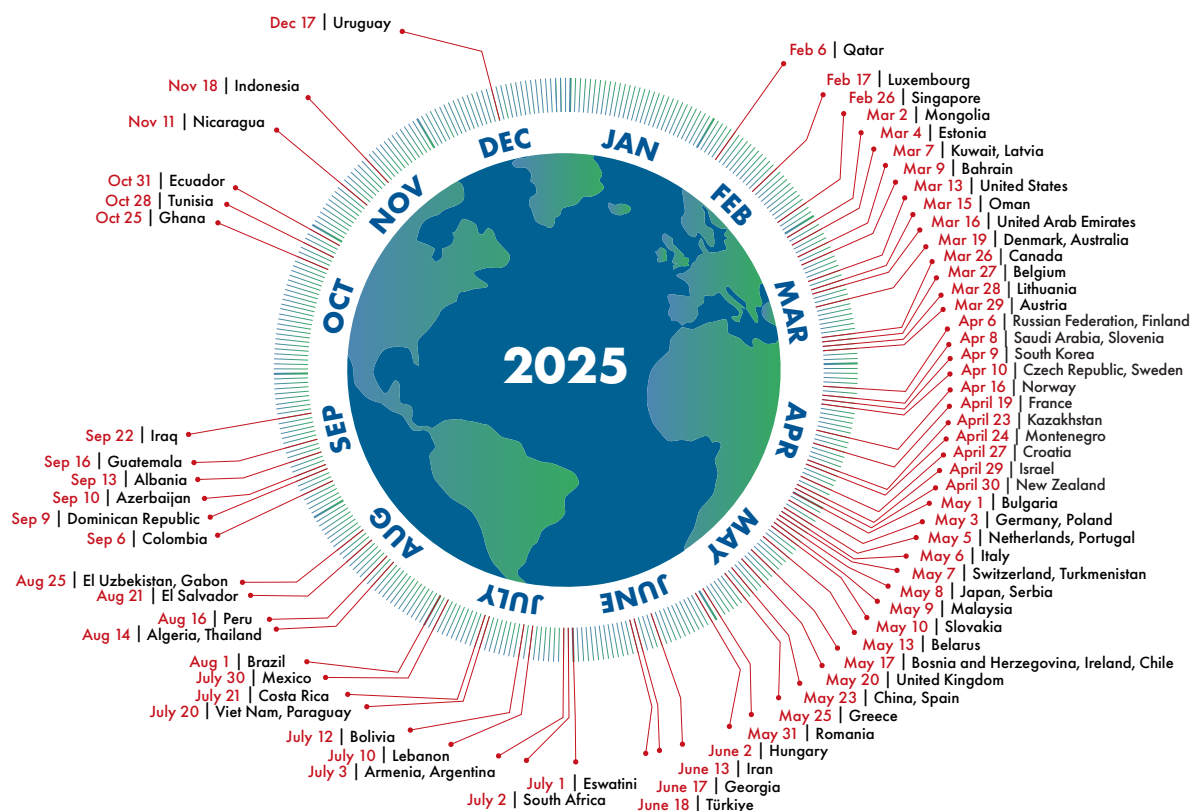 Dec 17 | Uruguay
Nov 18 | Indonesia
Nov 11 | Nicaragua
Oct 31 | Ecuador
Oct 28 | Tunisia
Oct 25 | Ghana
Sep 22 | Iraq
Sep 16 | Guatemala
Sep 13 | Albania
Sep 10 | Azerbaijan
Sep 9 | Dominican Republic
Sep 6 | Colombia
Aug 25 | El Uzbekistan, Gabon
Aug 21 | El Salvador
Aug 16 | Peru
Aug 14 | Algeria, Thailand
Aug 1 | Brazil
July 30 | Mexico
July 21 | Costa Rica
July 20 | Viet Nam, Paraguay
July 12 | Bolivia
July 10 | Lebanon
July 3 | Armenia, Argentina
July 1 | Eswatini
July 2 | South Africa
JAN
FEB
MAR
APR
MAY
JUNE
JULY
AUG
SEP
OCT
NOV
DEC
2025
Feb 6 | Qatar
Feb 17 | Luxembourg
Feb 26 | Singapore
Mar 2 | Mongolia
Mar 4 | Estonia
Mar 7 | Kuwait, Latvia
Mar 9 | Bahrain
Mar 13 | United States
Mar 15 | Oman
Mar 16 | United Arab Emirates
Mar 19 | Denmark, Australia
Mar 26 | Canada
Mar 27 | Belgium
Mar 28 | Lithuania
Mar 29 | Austria
Apr 6 | Russian Federation, Finland
Apr 8 | Saudi Arabia, Slovenia
Apr 9 | South Korea
Apr 10 | Czech Republic, Sweden
Apr 16 | Norway
April 19 | France
April 23 | Kazakhstan
April 24 | Montenegro
April 27 | Croatia
April 29 | Israel
April 30 | New Zealand
May 1 | Bulgaria
May 3 | Germany, Poland
May 5 | Netherlands, Portugal
May 6 | Italy
May 7 | Switzerland, Turkmenistan
May 8 | Japan, Serbia
May 9 | Malaysia
May 10 | Slovakia
May 13 | Belarus
May 17 | Bosnia and Herzegovina, Ireland, Chile
May 20 | United Kingdom
May 23 | China, Spain
May 25 | Greece
May 31 | Romania
June 2 | Hungary
June 13 | Iran
June 17 | Georgia
June 18 | Türkiye